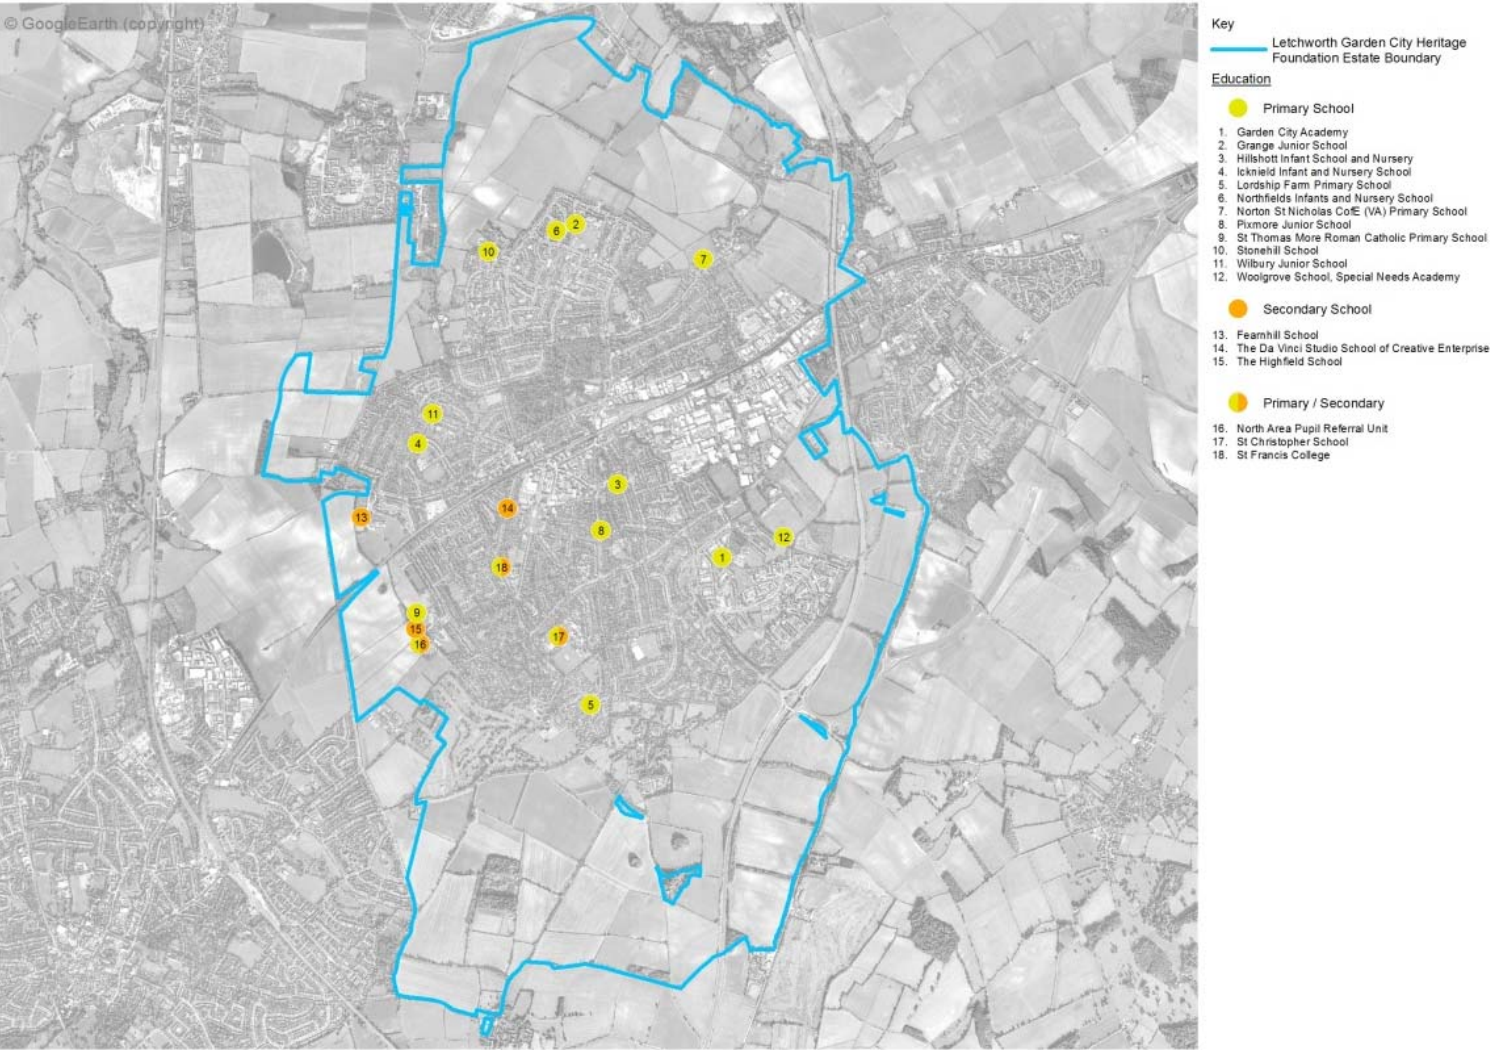 © GoogleEarth (copyright)
Key
Letchworth Garden City Heritage
Foundation Estate Boundary
Education
Primary School
1. Garden City Academy
2. Grange Junior School
3. Hillshott Infant School and Nursery
4. Icknield Infant and Nursery School
5. Lordship Farm Primary School
6. Northfields Infants and Nursery School
7. Norton St Nicholas CofE (VA) Primary School
8. Pixmore Junior School
9. St Thomas More Roman Catholic Primary School
10. Stonehill School
11. Wilbury Junior School
12. Woolgrove School, Special Needs Academy
Secondary School
13. Fearnhill School
14. The Da Vinci Studio School of Creative Enterprise
15. The Highfield School
Primary / Secondary
16. North Area Pupil Referral Unit
17. St Christopher School
18. St Francis College
2
6
10
7
11
4
3
14
13
8
12
1
18
9
15
16
17
5